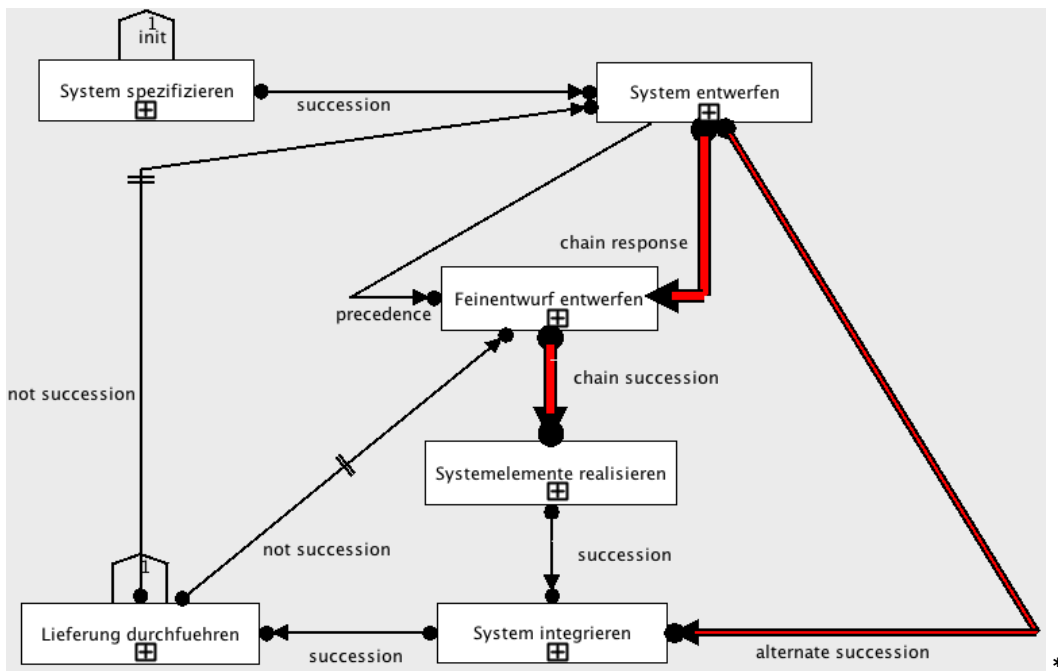 1
init
System spezifizieren
succession
System entwerfen
chain response
Feinentwurf entwerfen
precedence
chain succession
not succession
Systemelemente realisieren
not succession
succession
1
Lieferung durchfuehren
succession
System integrieren
alternate succession
*